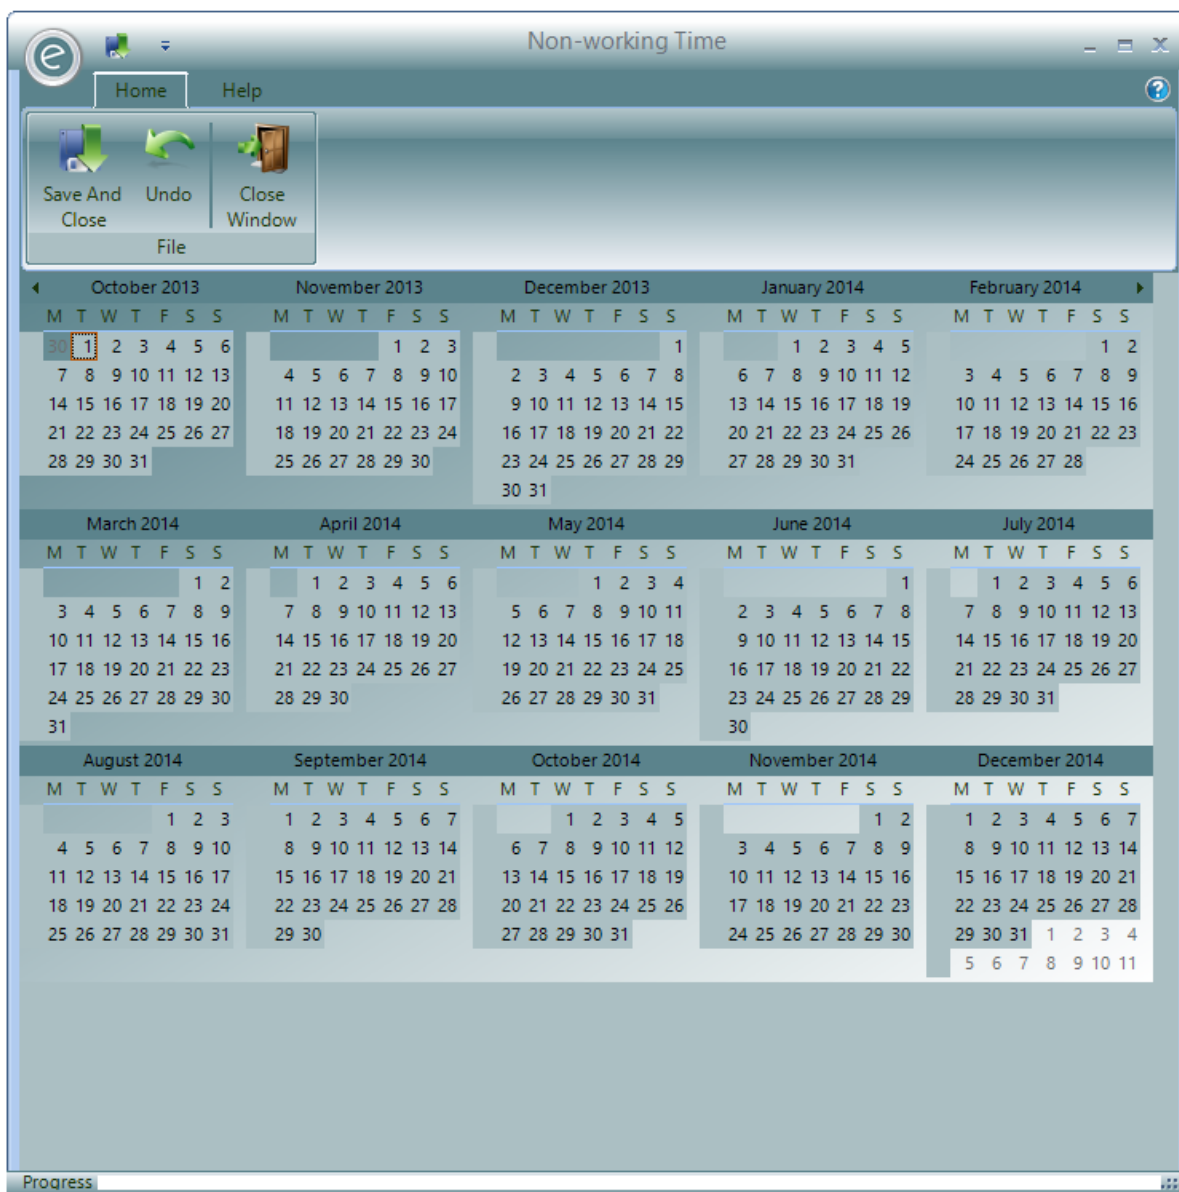 e
Non-working Time
Home Help
Save And Close Undo Close Window
File
October 2013 November 2013 December 2013 January 2014 February 2014
M T W T F S S M T W T F S S M T W T F S S M T W T F S S M T W T F S S
30 1 2 3 4 5 6 1 2 3 1 1 2 3 4 5 1 2
7 8 9 10 11 12 13 4 5 6 7 8 9 10 2 3 4 5 6 7 8 6 7 8 9 10 11 12 3 4 5 6 7 8 9
14 15 16 17 18 19 20 11 12 13 14 15 16 17 9 10 11 12 13 14 15 13 14 15 16 17 18 19 10 11 12 13 14 15 16
21 22 23 24 25 26 27 18 19 20 21 22 23 24 16 17 18 19 20 21 22 20 21 22 23 24 25 26 17 18 19 20 21 22 23
28 29 30 31 25 26 27 28 29 30 23 24 25 26 27 28 29 27 28 29 30 31 24 25 26 27 28
30 31
March 2014 April 2014 May 2014 June 2014 July 2014
M T W T F S S M T W T F S S M T W T F S S M T W T F S S M T W T F S S
1 2 1 2 3 4 5 6 1 2 3 4 1 1 2 3 4 5 6
3 4 5 6 7 8 9 7 8 9 10 11 12 13 5 6 7 8 9 10 11 2 3 4 5 6 7 8 7 8 9 10 11 12 13
10 11 12 13 14 15 16 14 15 16 17 18 19 20 12 13 14 15 16 17 18 9 10 11 12 13 14 15 14 15 16 17 18 19 20
17 18 19 20 21 22 23 21 22 23 24 25 26 27 19 20 21 22 23 24 25 16 17 18 19 20 21 22 21 22 23 24 25 26 27
24 25 26 27 28 29 30 28 29 30 26 27 28 29 30 31 23 24 25 26 27 28 29 28 29 30 31
31 30
August 2014 September 2014 October 2014 November 2014 December 2014
M T W T F S S M T W T F S S M T W T F S S M T W T F S S M T W T F S S
1 2 3 1 2 3 4 5 6 7 1 2 3 4 5 1 2 1 2 3 4 5 6 7
4 5 6 7 8 9 10 8 9 10 11 12 13 14 6 7 8 9 10 11 12 3 4 5 6 7 8 9 8 9 10 11 12 13 14
11 12 13 14 15 16 17 15 16 17 18 19 20 21 13 14 15 16 17 18 19 10 11 12 13 14 15 16 15 16 17 18 19 20 21
18 19 20 21 22 23 24 22 23 24 25 26 27 28 20 21 22 23 24 25 26 17 18 19 20 21 22 23 22 23 24 25 26 27 28
25 26 27 28 29 30 31 29 30 27 28 29 30 31 24 25 26 27 28 29 30 29 30 31 1 2 3 4
5 6 7 8 9 10 11
Progress